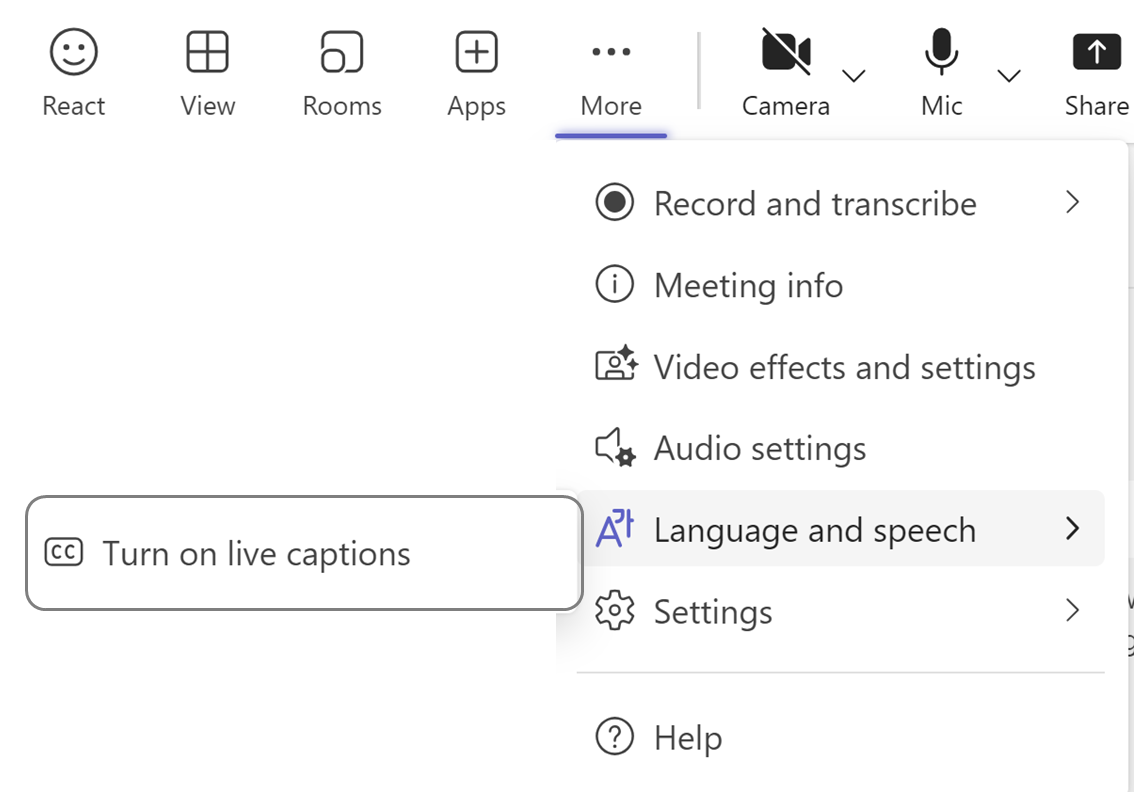 React
View
Rooms
Apps
More
Camera
Mic
Share
Record and transcribe
Meeting info
Video effects and settings
Audio settings
Language and speech
CC Turn on live captions
Settings
Help